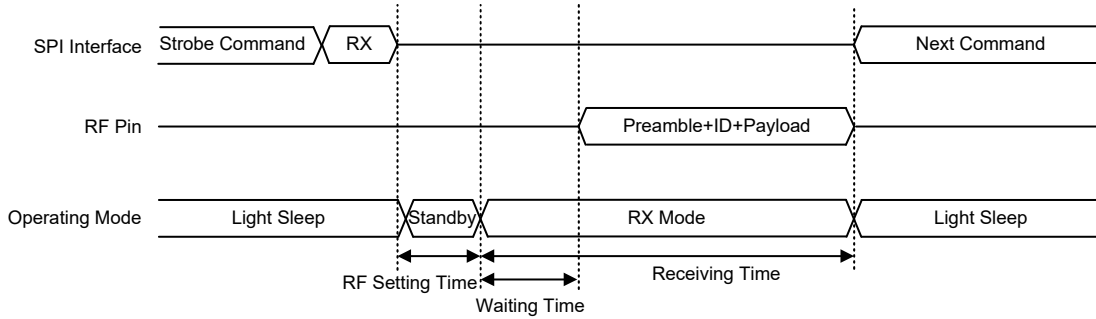 SPI Interface Strobe Command RX Next Command
RF Pin Preamble+ID+Payload
Operating Mode Light Sleep Standby RX Mode Light Sleep
RF Setting Time Receiving Time
Waiting Time